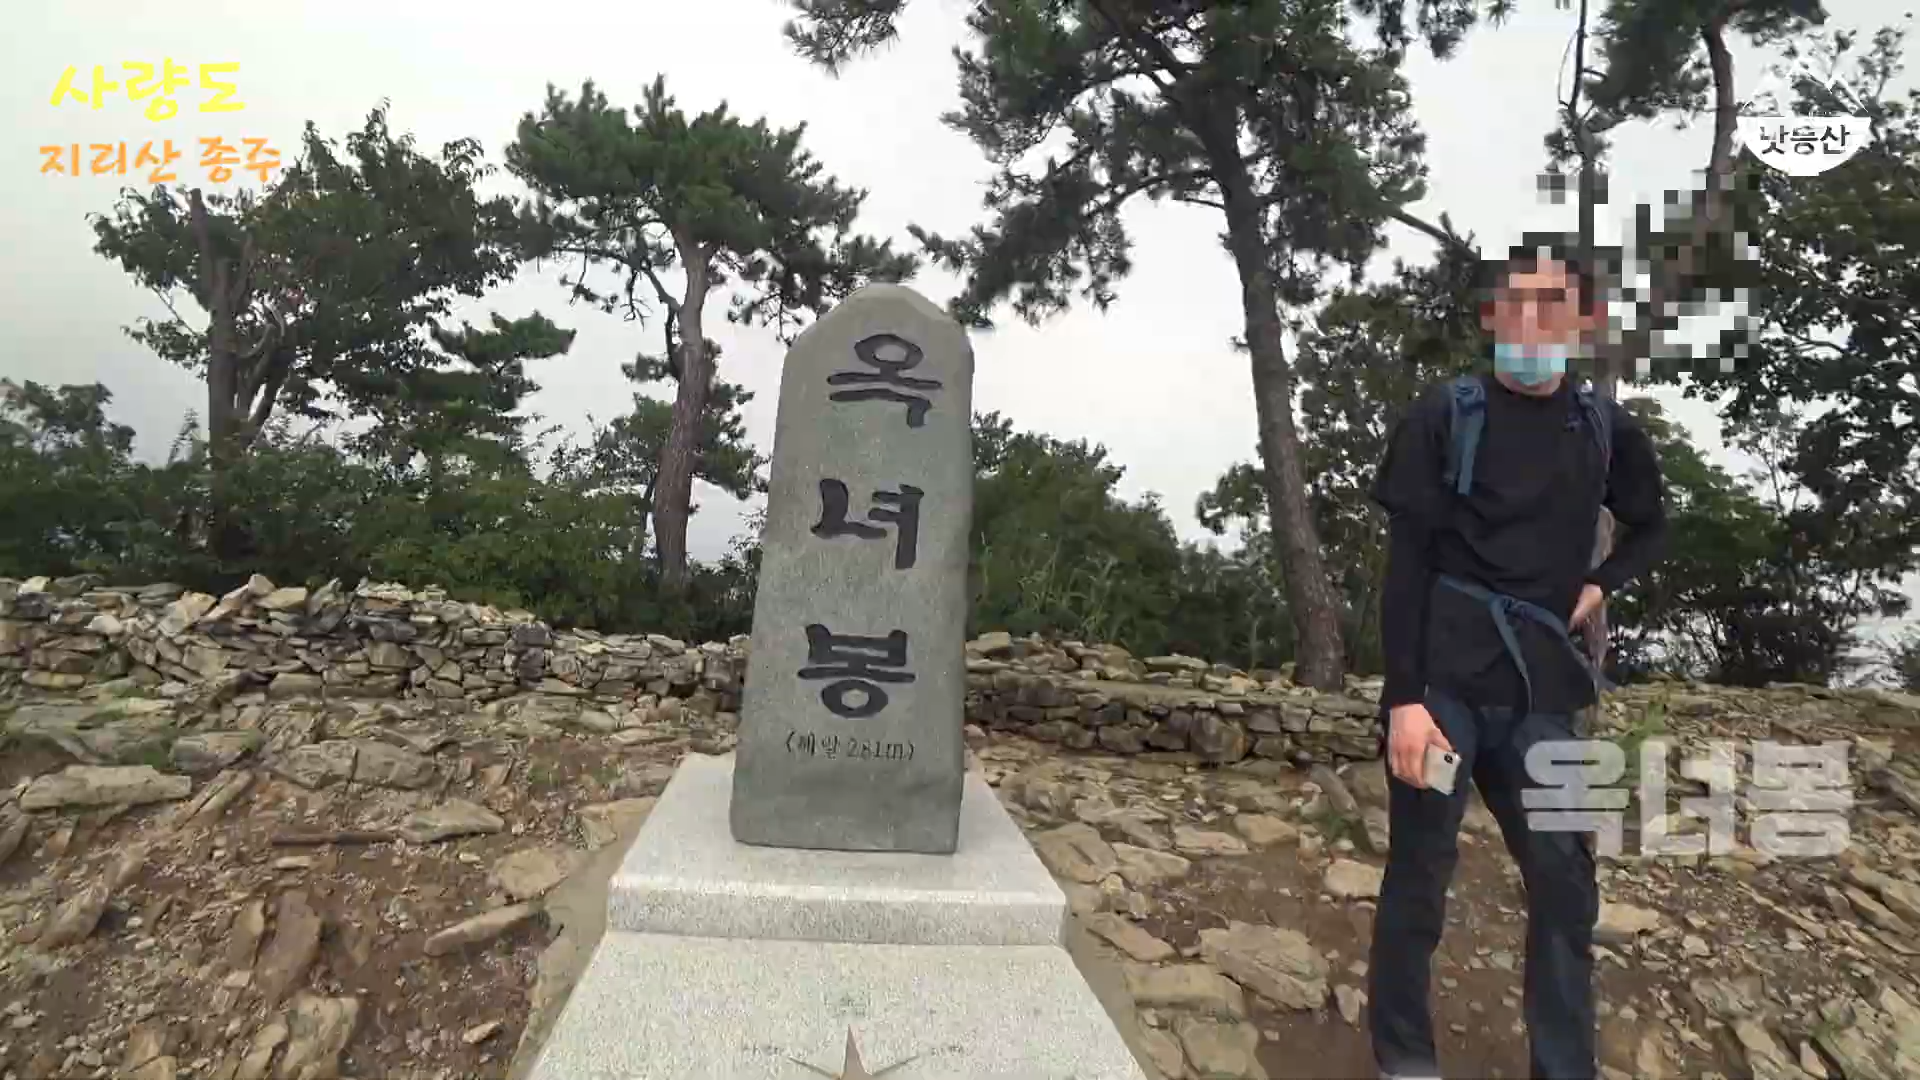 사량도
지리산 종주
낫등산
옥
녀
봉
(해발 281m)
옥녀봉